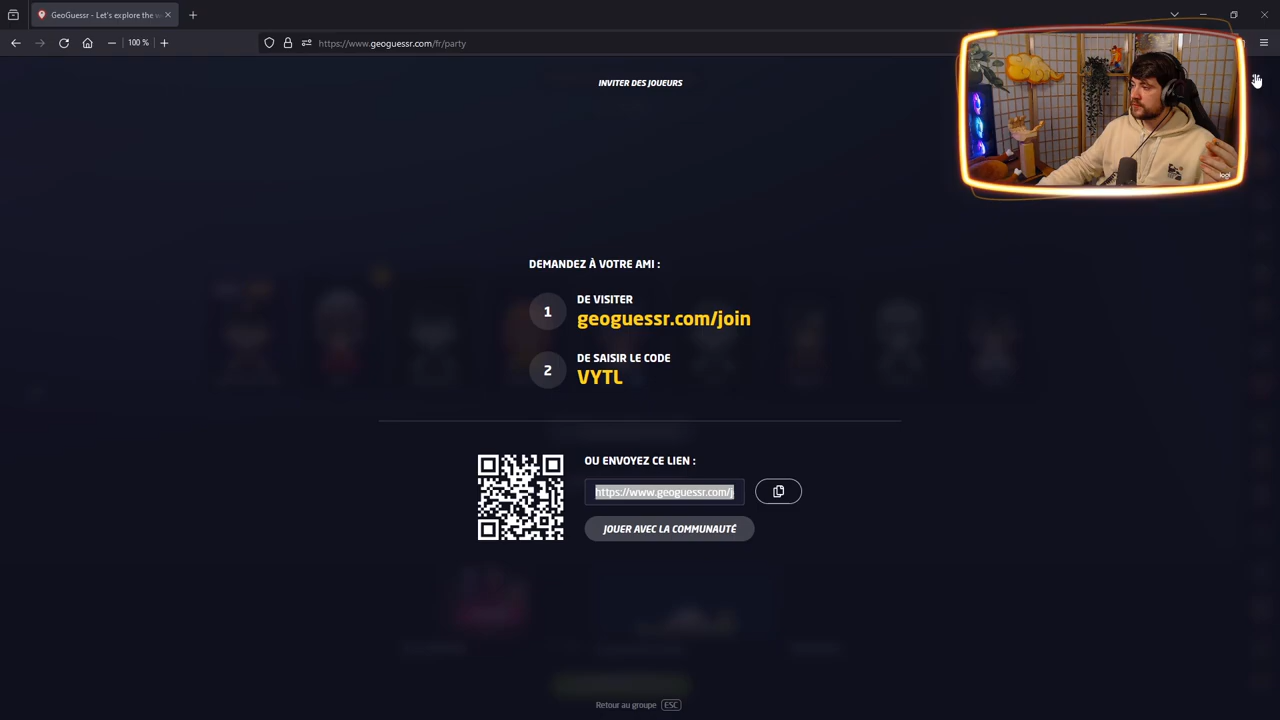 GeoGuessr - Let's explore the w
100 %
https://www.geoguessr.com/fr/party
INVITER DES JOUEURS
logi
DEMANDEZ À VOTRE AMI :
1
DE VISITER
geoguessr.com/join
2
DE SAISIR LE CODE
VYTL
OU ENVOYEZ CE LIEN :
https://www.geoguessr.com/j
JOUER AVEC LA COMMUNAUTÉ
Retour au groupe ESC